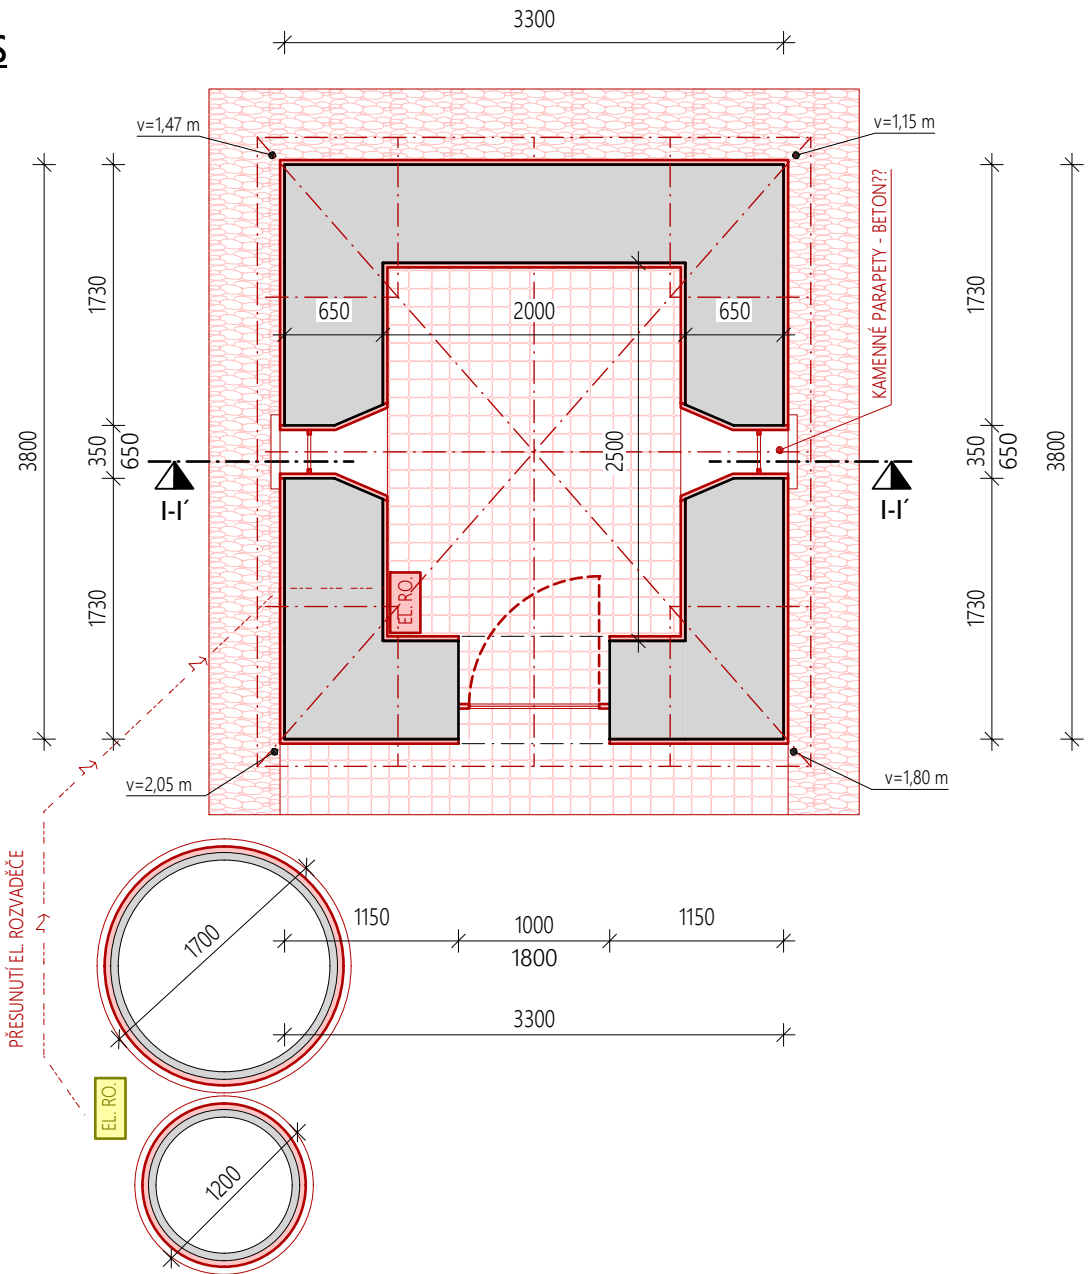 3300
S
v=1,47 m
v=1,15 m
KAMENNÉ PARAPETY - BETON??
1730
650
2000
650
1730
3800
350
650
2500
350
650
3800
I-I´
I-I´
1730
EL. RO.
1730
v=2,05 m
v=1,80 m
PŘESUNUTÍ EL. ROZVADĚČE
1700
1150
1000
1150
1800
3300
EL. RO.
1200